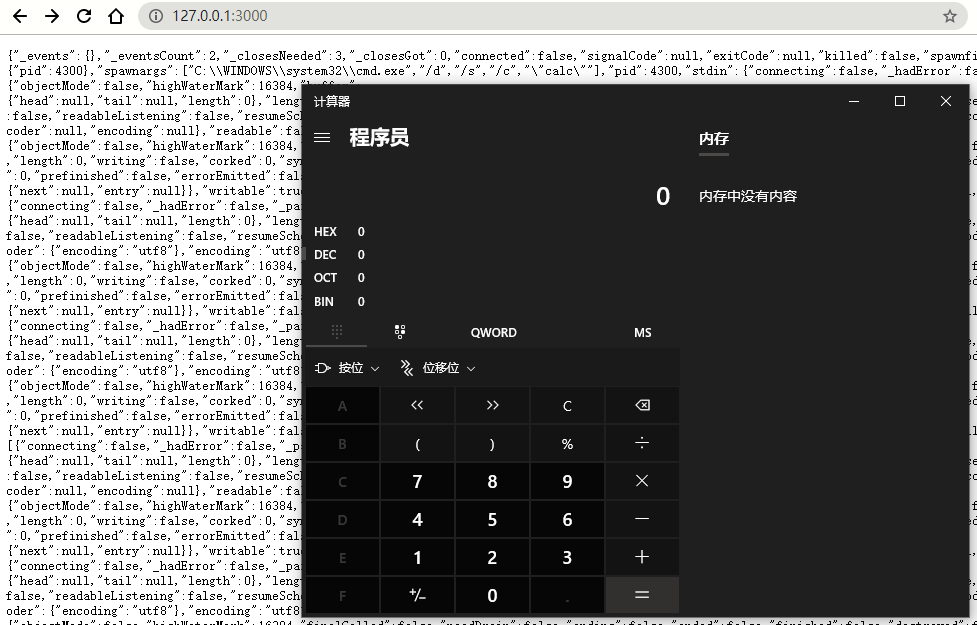 127.0.0.1:3000
{"_events":{},"_eventsCount":2,"_closesNeeded":3,"_closesGot":0,"connected":false,"signalCode":null,"exitCode":null,"killed":false,"spawnfi
{"pid":4300},"spawnargs":["C:\\WINDOWS\\system32\\cmd.exe","/d","/s","/c",\"calc\""],"pid":4300,"stdin":{"connecting":false,"_hadError":fa
{"objectMode":false,"highWaterMark":16384,
{"head":null,"tail":null,"length":0},"leng
:false,"readableListening":false,"resumeSch
coder":null,"encoding":null},"readable":fal
{"objectMode":false,"highWaterMark":16384,"
,"length":0,"writing":false,"corked":0,"syn
":0,"prefinished":false,"errorEmitted":fals
{"next":null,"entry":null}},"writable":true
{"connecting":false,"_hadError":false,"_pa
{"head":null,"tail":null,"length":0},"leng
false,"readableListening":false,"resumeSch
oder":{"encoding":"utf8"},"encoding":"utf8"
{"objectMode":false,"highWaterMark":16384,"
,"length":0,"writing":false,"corked":0,"syn
":0,"prefinished":false,"errorEmitted":fals
{"next":null,"entry":null}},"writable":fal
{"connecting":false,"_hadError":false,"_pa
{"head":null,"tail":null,"length":0},"leng
false,"readableListening":false,"resumeSch
oder":{"encoding":"utf8"},"encoding":"utf8"
{"objectMode":false,"highWaterMark":16384,"
,"length":0,"writing":false,"corked":0,"syn
":0,"prefinished":false,"errorEmitted":fals
{"next":null,"entry":null}},"writable":fal
[{"connecting":false,"_hadError":false,"_p
{"head":null,"tail":null,"length":0},"leng
:false,"readableListening":false,"resumeSch
coder":null,"encoding":null},"readable":fal
{"objectMode":false,"highWaterMark":16384,"
,"length":0,"writing":false,"corked":0,"syn
":0,"prefinished":false,"errorEmitted":fals
{"next":null,"entry":null}},"writable":true
{"connecting":false,"_hadError":false,"_pa
{"head":null,"tail":null,"length":0},"leng
false,"readableListening":false,"resumeSch
oder":{"encoding":"utf8"},"encoding":"utf8"
计算器
程序员
内存
0
内存中没有内容
HEX 0
DEC 0
OCT 0
BIN 0
QWORD MS
按位 位移位
A << >> C
B ( ) % ÷
C 7 8 9 ×
D 4 5 6 −
E 1 2 3 +
F +/− 0 . =